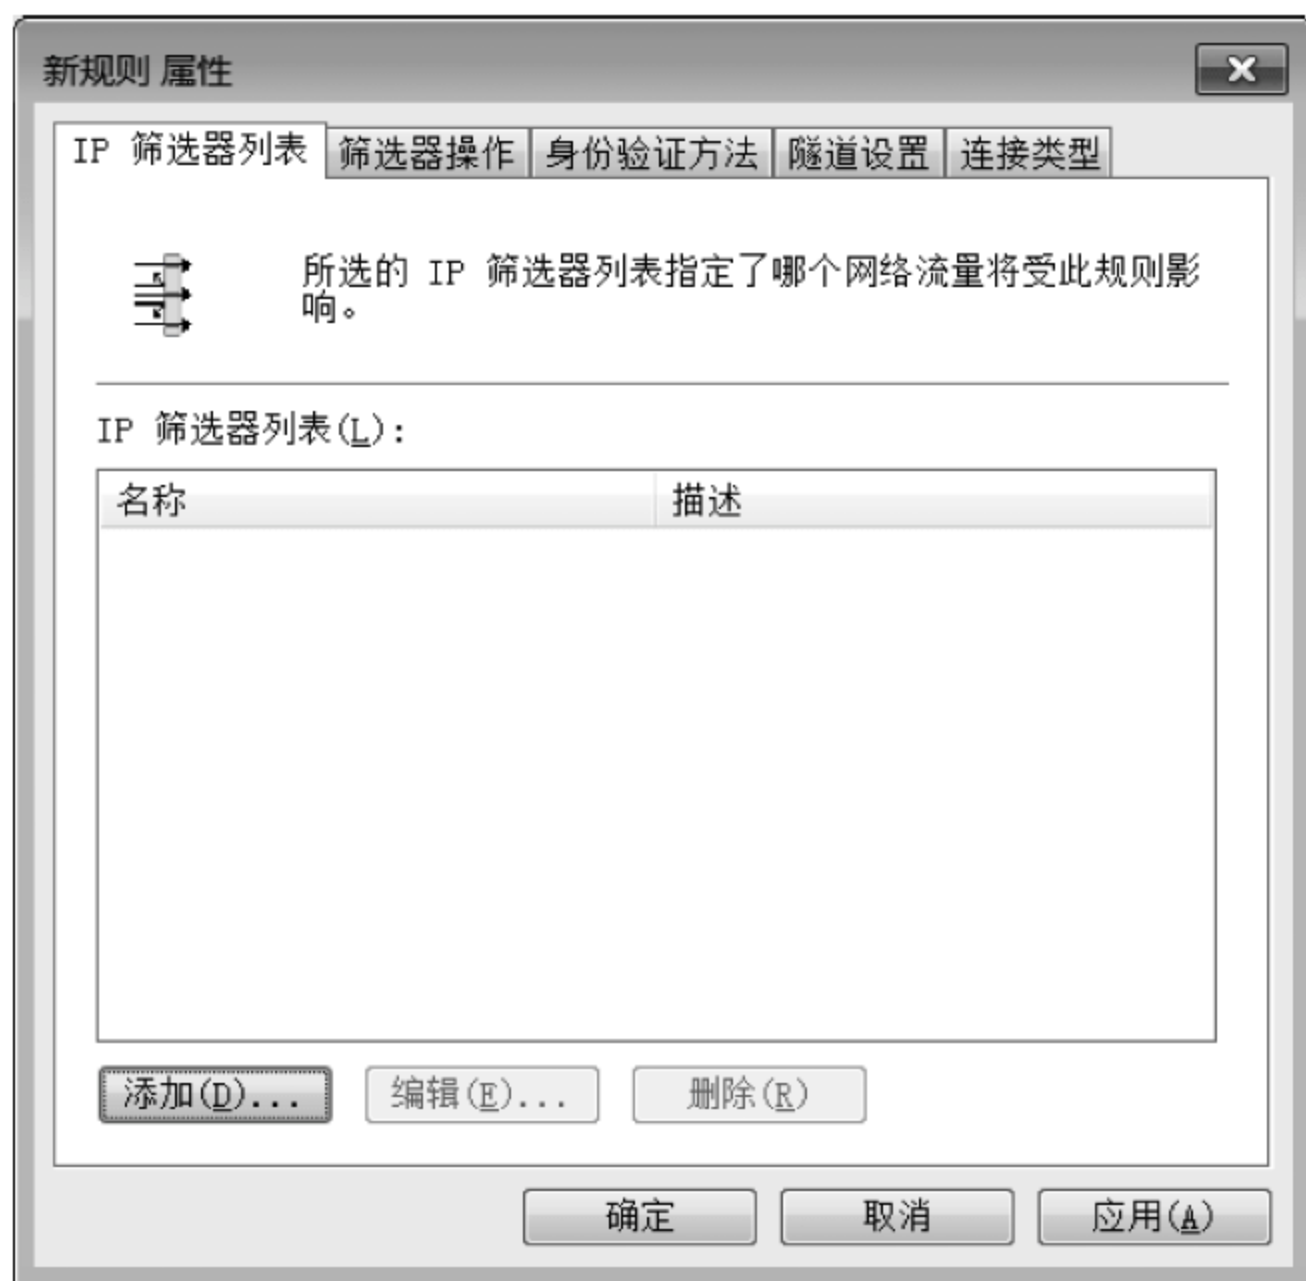 新规则 属性
IP 筛选器列表 筛选器操作 身份验证方法 隧道设置 连接类型
所选的 IP 筛选器列表指定了哪个网络流量将受此规则影
响。
IP 筛选器列表(L):
名称 描述
添加(D)... 编辑(E)... 删除(R)
确定 取消 应用(A)